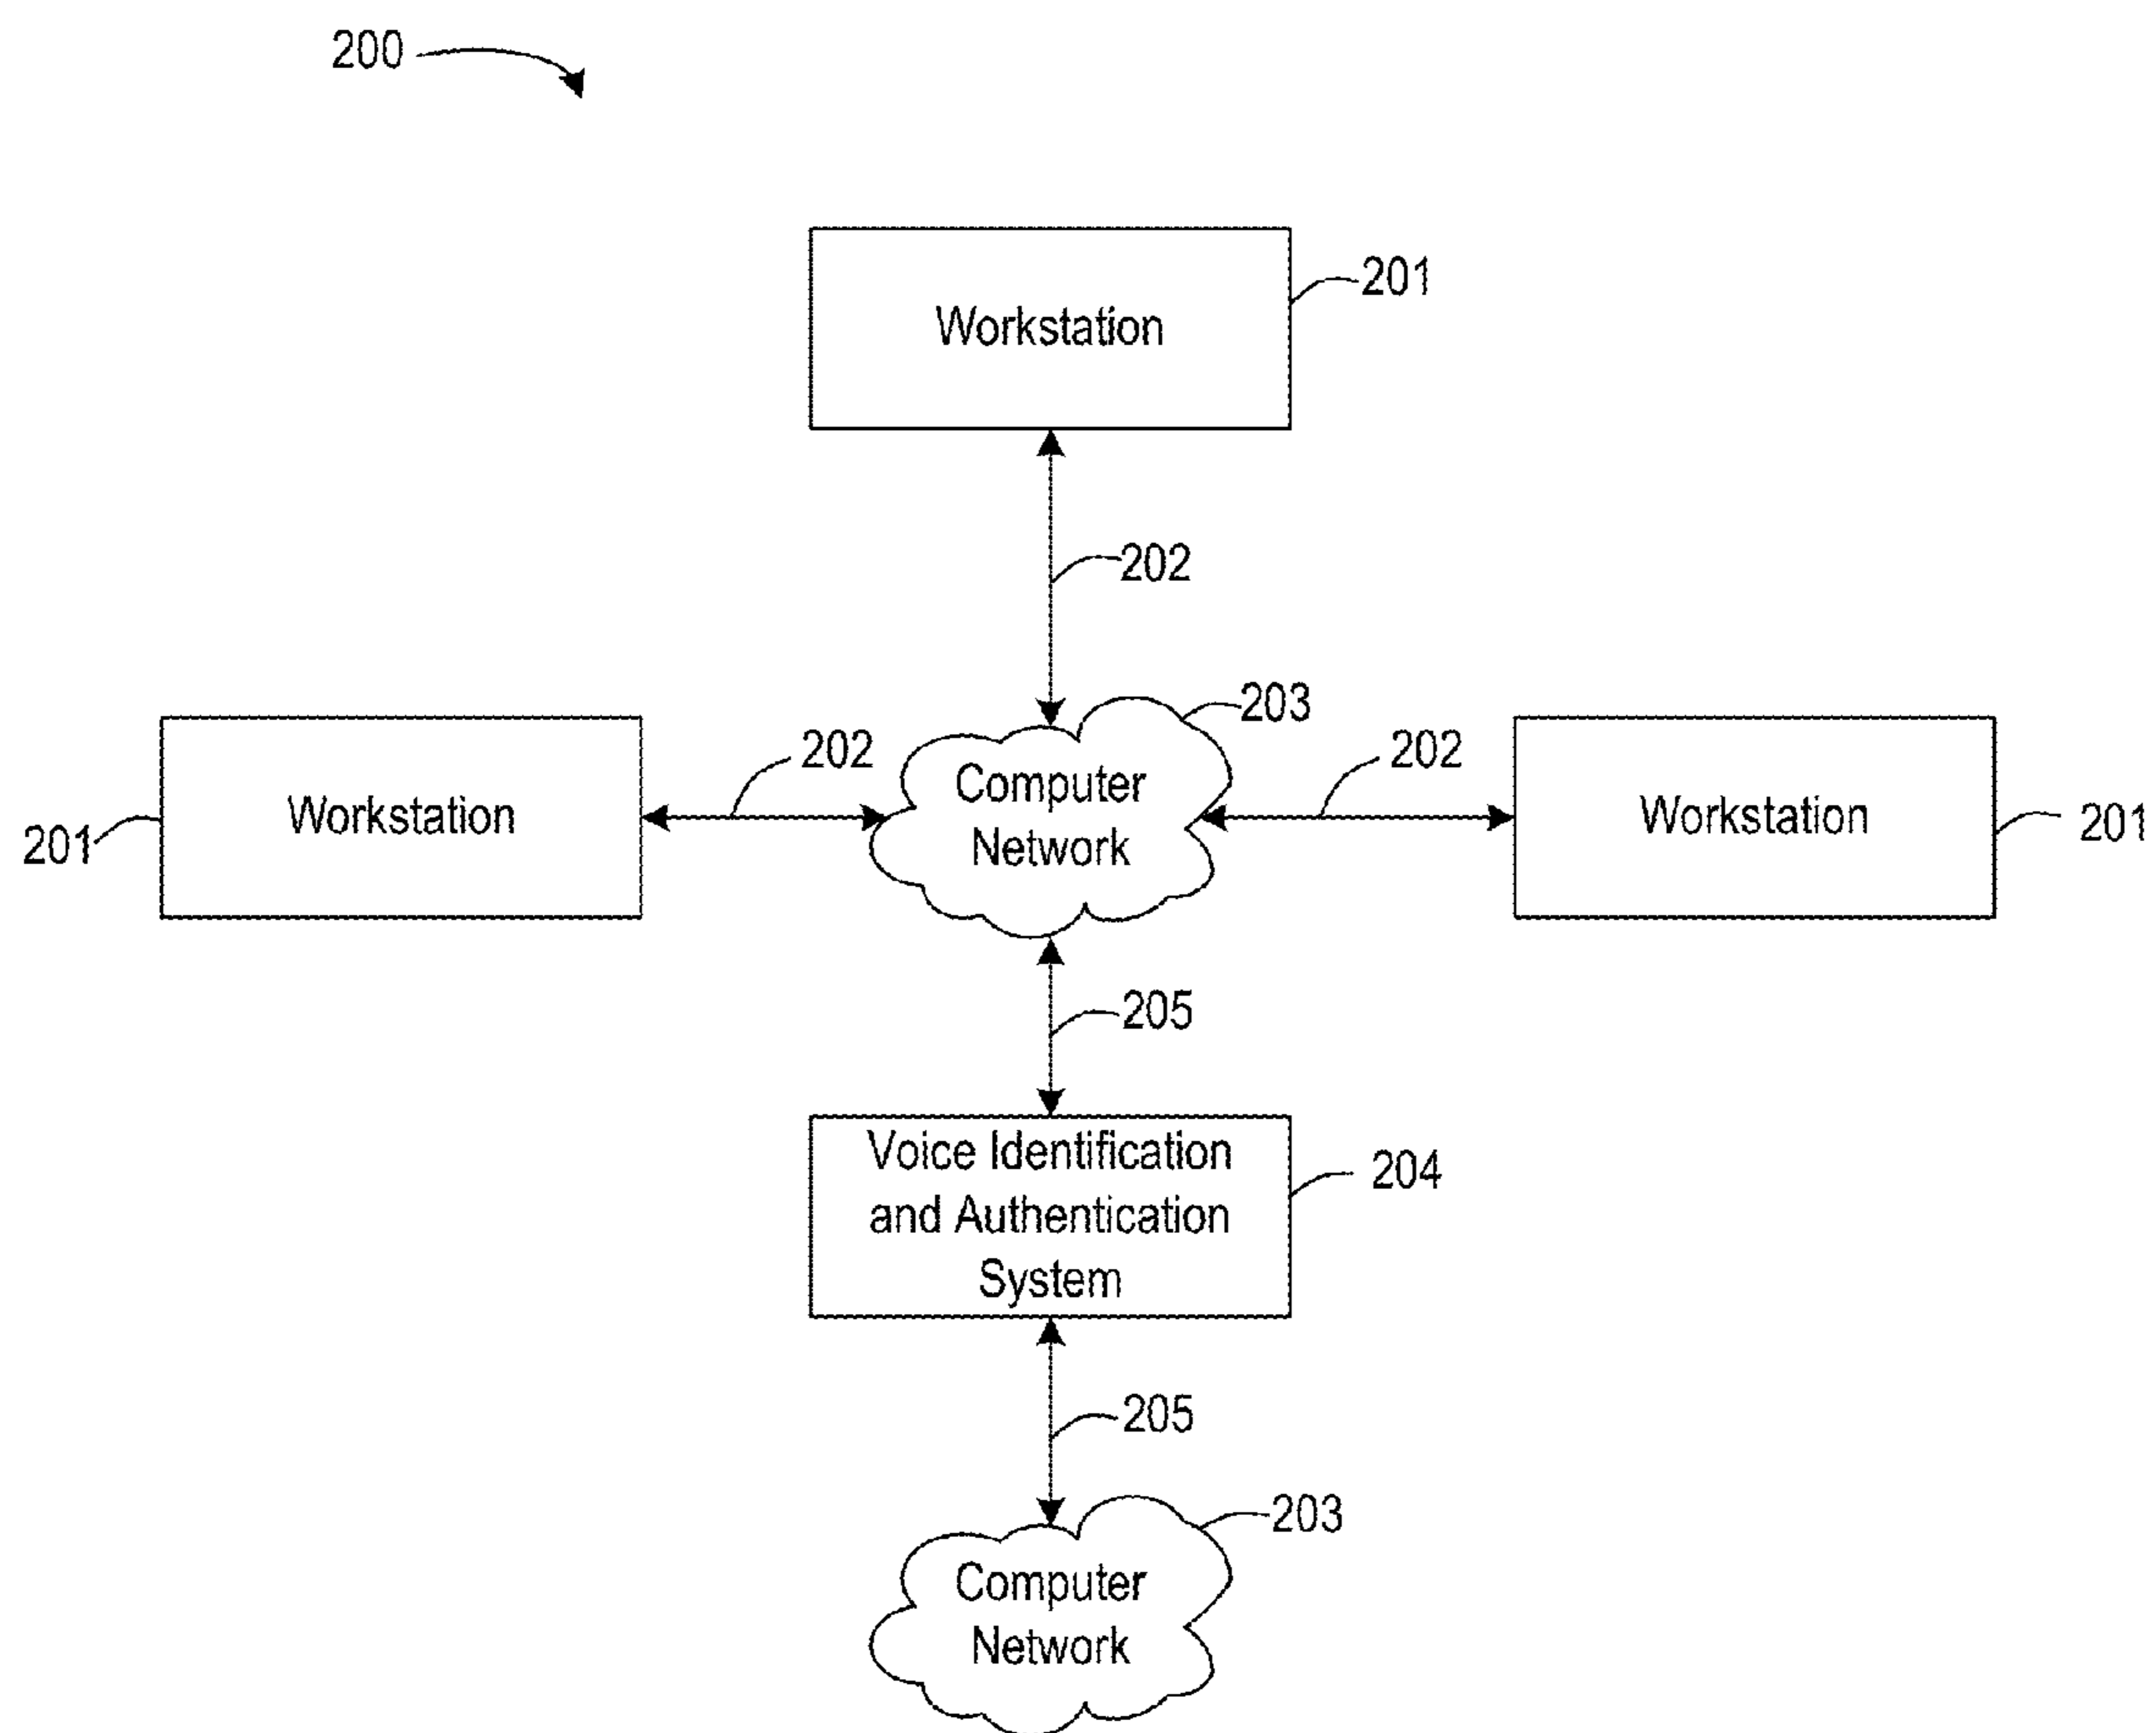 200
Workstation
201
202
203
Computer
Network
202
202
Workstation
201
Workstation
201
205
Voice Identification
and Authentication
System
204
205
203
Computer
Network